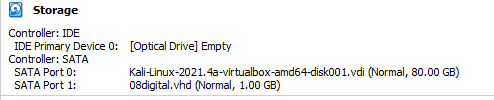 Storage
Controller: IDE
IDE Primary Device 0: [Optical Drive] Empty
Controller: SATA
SATA Port 0: Kali-Linux-2021.4a-virtualbox-amd64-disk001.vdi (Normal, 80.00 GB)
SATA Port 1: 08digital.vhd (Normal, 1.00 GB)